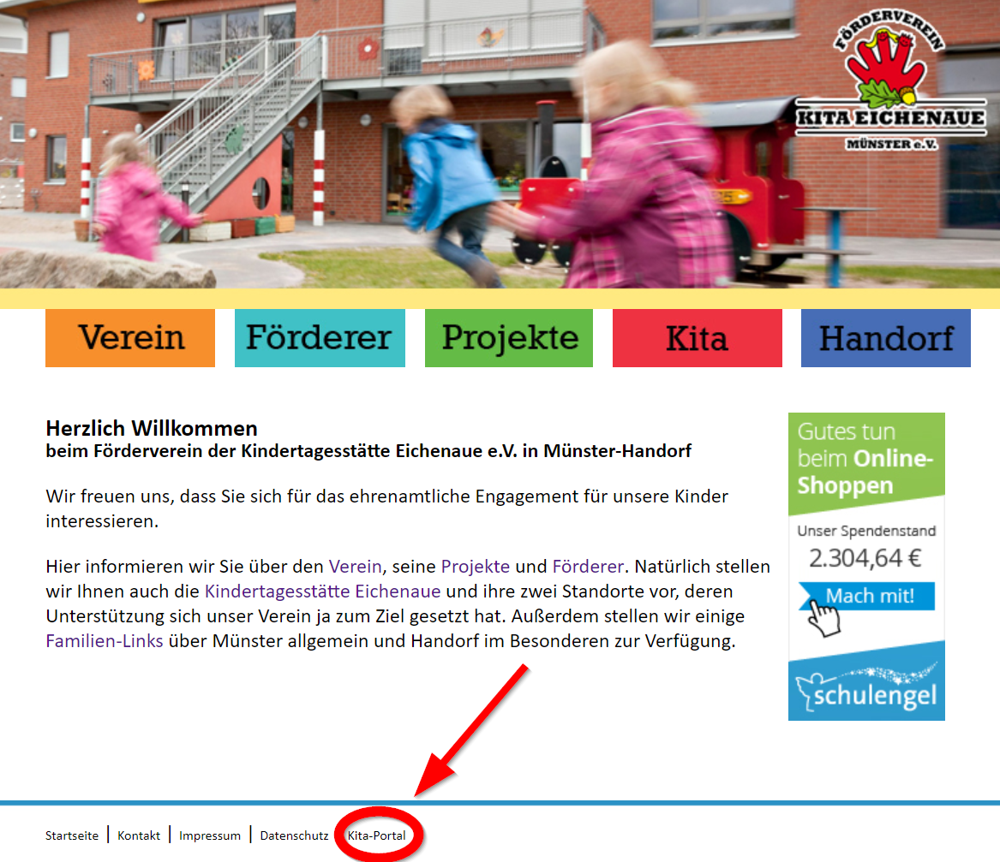 FÖRDERVEREIN
KITA EICHENAUE
MÜNSTER e.V.
Verein
Förderer
Projekte
Kita
Handorf
Herzlich Willkommen
beim Förderverein der Kindertagesstätte Eichenaue e.V. in Münster-Handorf
Wir freuen uns, dass Sie sich für das ehrenamtliche Engagement für unsere Kinder
interessieren.
Hier informieren wir Sie über den Verein, seine Projekte und Förderer. Natürlich stellen
wir Ihnen auch die Kindertagesstätte Eichenaue und ihre zwei Standorte vor, deren
Unterstützung sich unser Verein ja zum Ziel gesetzt hat. Außerdem stellen wir einige
Familien-Links über Münster allgemein und Handorf im Besonderen zur Verfügung.
Gutes tun
beim Online-
Shoppen
Unser Spendenstand
2.304,64 €
Mach mit!
schulengel
Startseite | Kontakt | Impressum | Datenschutz Kita-Portal